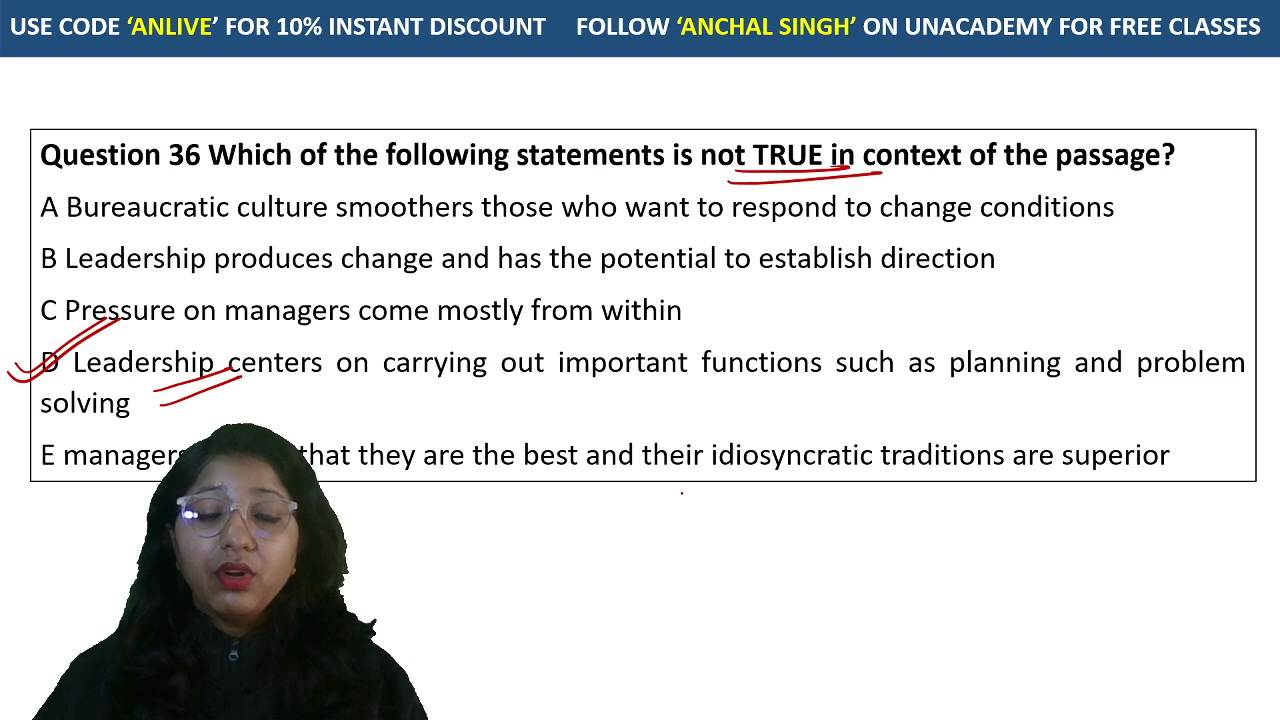 USE CODE ‘ANLIVE’ FOR 10% INSTANT DISCOUNT FOLLOW ‘ANCHAL SINGH’ ON UNACADEMY FOR FREE CLASSES
Question 36 Which of the following statements is not TRUE in context of the passage?
A Bureaucratic culture smoothers those who want to respond to change conditions
B Leadership produces change and has the potential to establish direction
C Pressure on managers come mostly from within
D Leadership centers on carrying out important functions such as planning and problem
solving
E managers that they are the best and their idiosyncratic traditions are superior